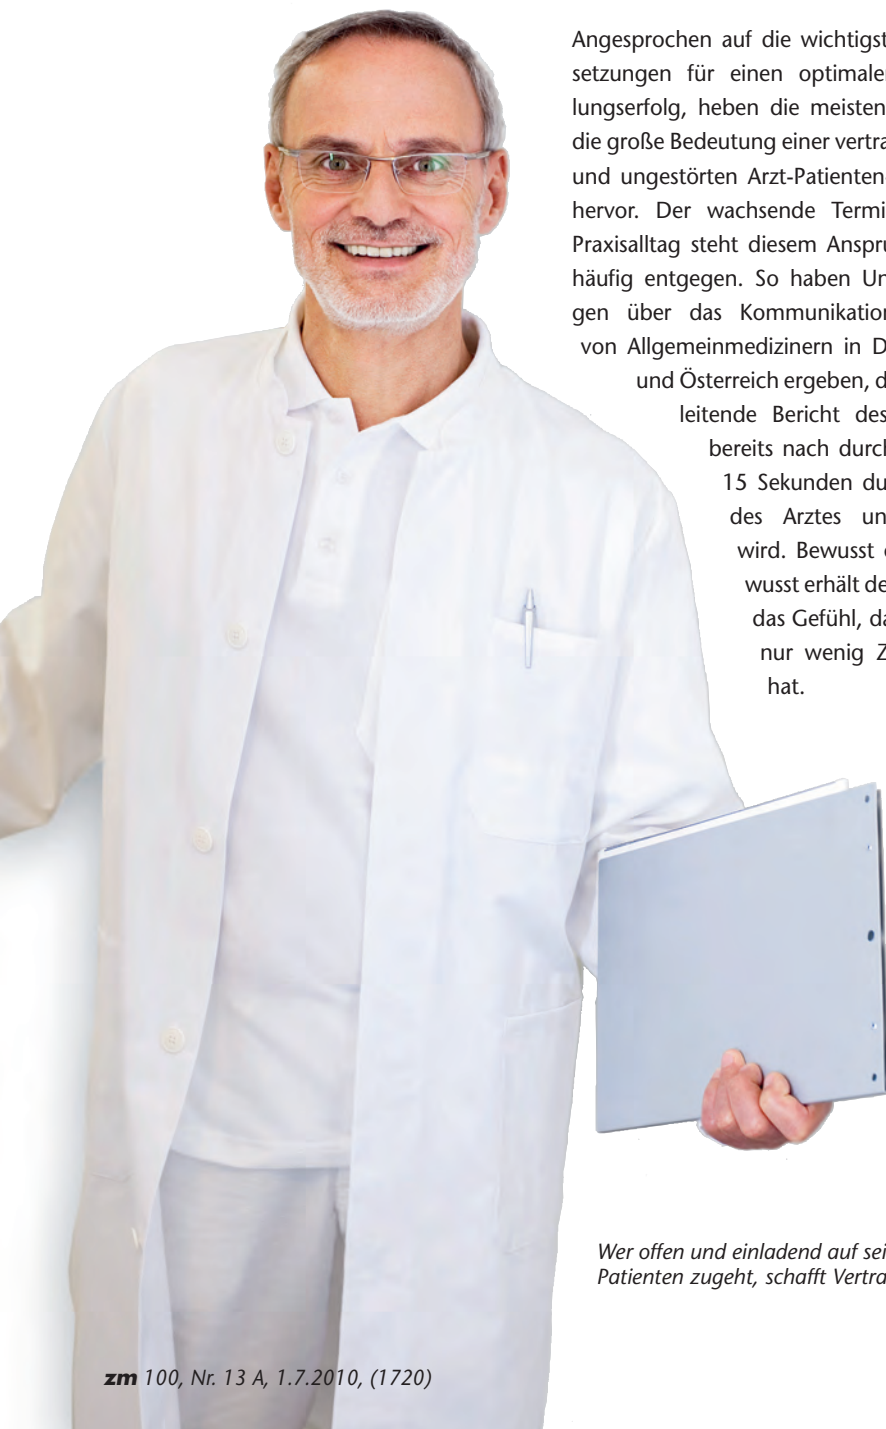 Angesprochen auf die wichtigst
setzungen für einen optimale
lungserfolg, heben die meisten
die große Bedeutung einer vertra
und ungestörten Arzt-Patienten
hervor. Der wachsende Termi
Praxisalltag steht diesem Anspru
häufig entgegen. So haben Un
gen über das Kommunikation
von Allgemeinmedizinern in D
und Österreich ergeben, d
leitende Bericht des
bereits nach durch
15 Sekunden du
des Arztes un
wird. Bewusst
wusst erhält de
das Gefühl, da
nur wenig Z
hat.
Wer offen und einladend auf sei
Patienten zugeht, schafft Vertra
zm 100, Nr. 13 A, 1.7.2010, (1720)